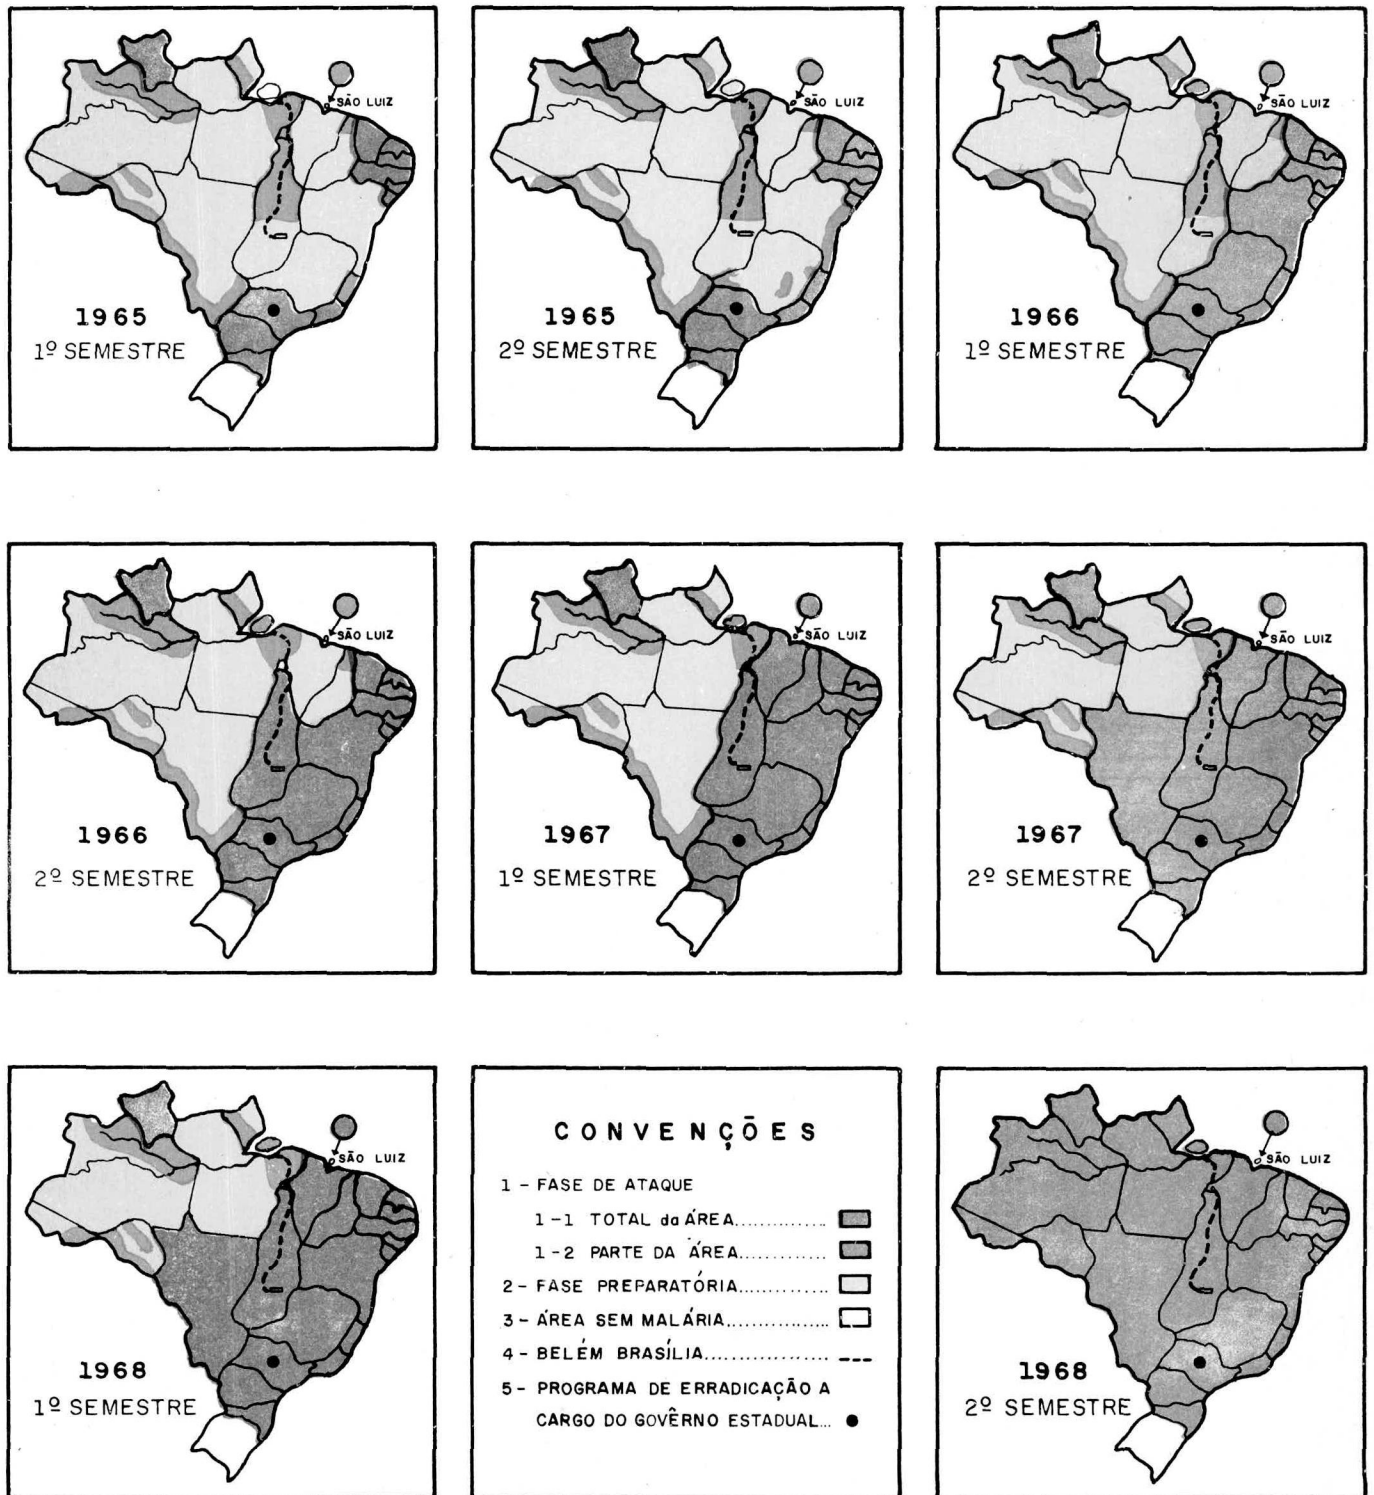 SÃO LUIZ
1965
1º SEMESTRE
SÃO LUIZ
1965
2º SEMESTRE
SÃO LUIZ
1966
1º SEMESTRE
SÃO LUIZ
1966
2º SEMESTRE
SÃO LUIZ
1967
1º SEMESTRE
SÃO LUIZ
1967
2º SEMESTRE
SÃO LUIZ
1968
1º SEMESTRE
CONVENÇÕES
1 - FASE DE ATAQUE
1-1 TOTAL da ÁREA..............
1-2 PARTE DA ÁREA.............
2 - FASE PREPARATÓRIA.............
3 - ÁREA SEM MALÁRIA.................
4 - BELÉM BRASÍLIA....................
5 - PROGRAMA DE ERRADICAÇÃO A
CARGO DO GOVÊRNO ESTADUAL...
SÃO LUIZ
1968
2º SEMESTRE